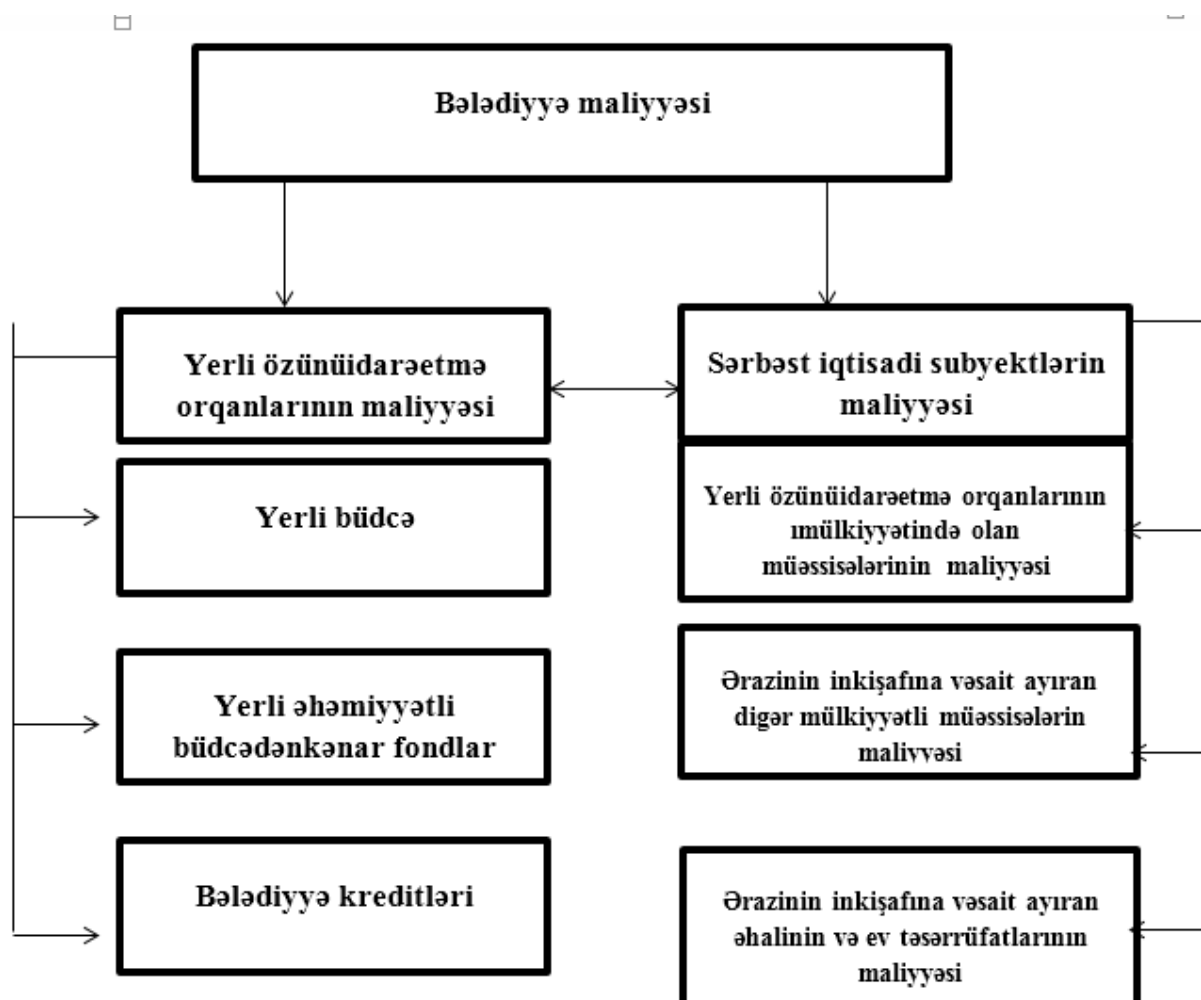 Bələdiyyə maliyyəsi
Yerli özünüidarəetmə
orqanlarının maliyyəsi
Yerli büdcə
Yerli əhəmiyyətli
büdcədənkənar fondlar
Bələdiyyə kreditləri
Sərbəst iqtisadi subyektlərin
maliyyəsi
Yerli özünüidarəetmə orqanlarının
ımülkiyyətində olan
müəssisələrinin maliyyəsi
Ərazinin inkişafına vəsait ayıran
digər mülkiyyətli müəssisələrin
maliyyəsi
Ərazinin inkişafına vəsait ayıran
əhalinin və ev təsərrüfatlarının
maliyyəsi